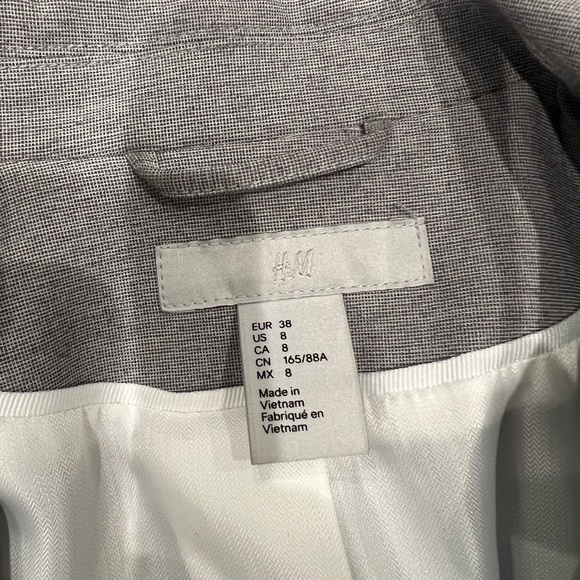 H&M
EUR 38
US 8
CA 8
CN 165/88A
MX 8
Made in
Vietnam
Fabriqué en
Vietnam